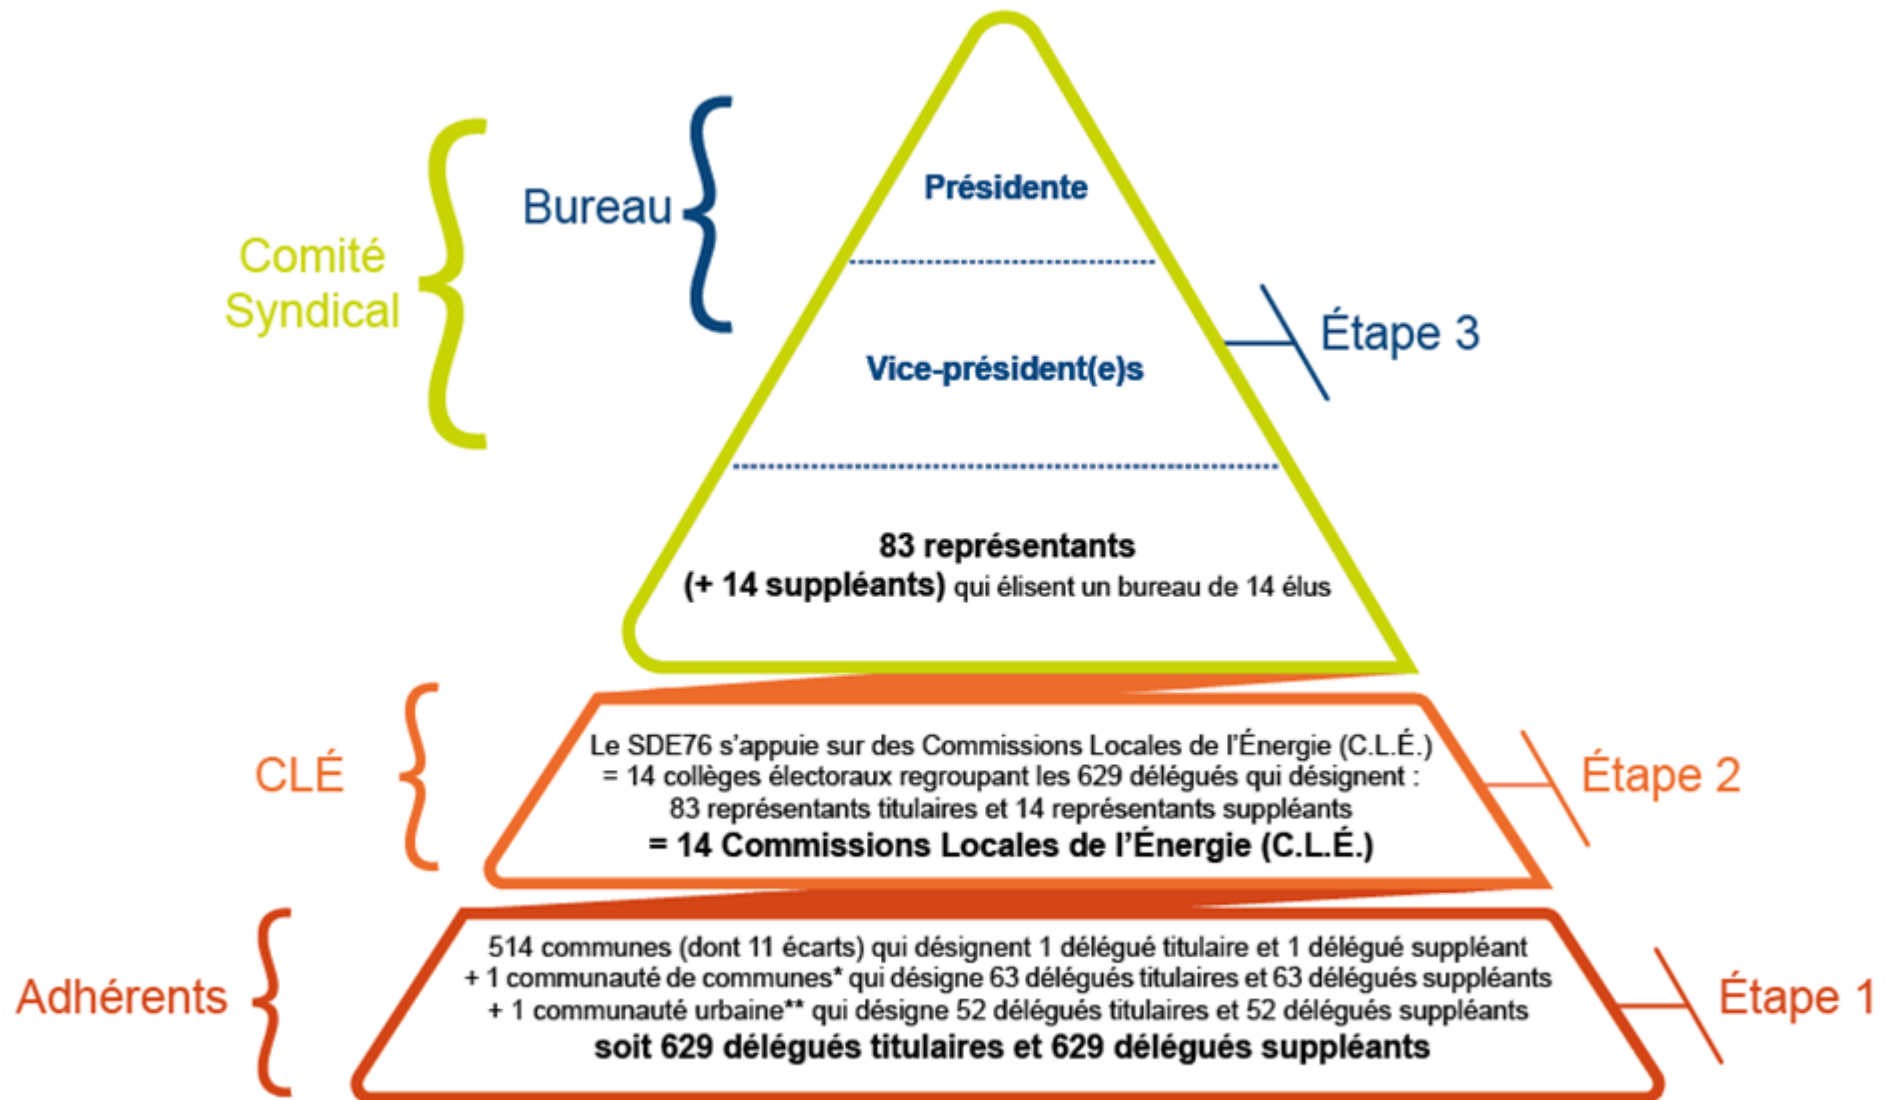 Présidente
Bureau
Comité
Syndical
Étape 3
Vice-président(e)s
83 représentants
(+ 14 suppléants) qui élisent un bureau de 14 élus
CLÉ
Le SDE76 s'appuie sur des Commissions Locales de l'Énergie (C.L.É.)
= 14 collèges électoraux regroupant les 629 délégués qui désignent :
83 représentants titulaires et 14 représentants suppléants
= 14 Commissions Locales de l'Énergie (C.L.É.)
Étape 2
Adhérents
514 communes (dont 11 écarts) qui désignent 1 délégué titulaire et 1 délégué suppléant
+ 1 communauté de communes* qui désigne 63 délégués titulaires et 63 délégués suppléants
+ 1 communauté urbaine** qui désigne 52 délégués titulaires et 52 délégués suppléants
soit 629 délégués titulaires et 629 délégués suppléants
Étape 1